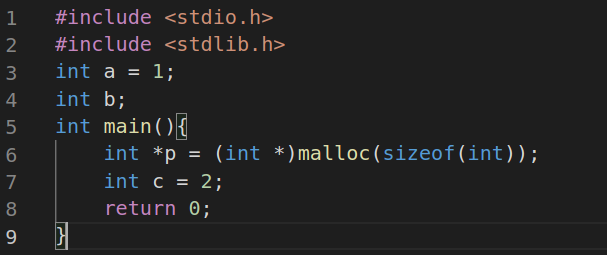 1 #include <stdio.h>
2 #include <stdlib.h>
3 int a = 1;
4 int b;
5 int main(){
6     int *p = (int *)malloc(sizeof(int));
7     int c = 2;
8     return 0;
9 }